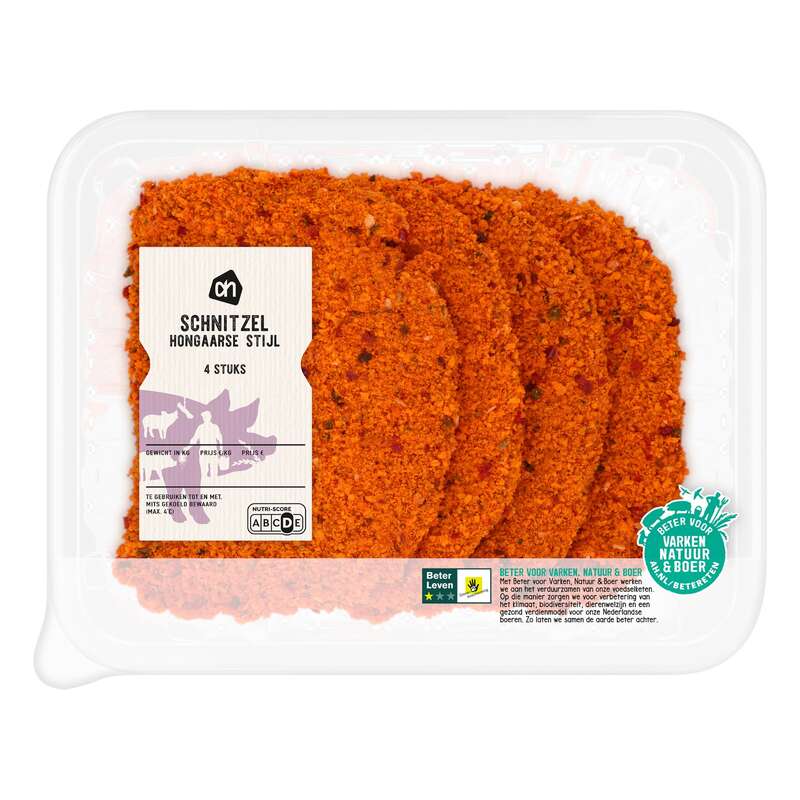 ah
SCHNITZEL
HONGAARSE STIJL
4 STUKS
GEWICHT IN KG PRIJS €/KG PRIJS €
TE GEBRUIKEN TOT EN MET,
MITS GEKOELD BEWAARD
(MAX. 4°C)
NUTRI-SCORE
A B C D E
Beter
Leven
BETER VOOR VARKEN, NATUUR & BOER
Met Beter voor Varken, Natuur & Boer werken
we aan het verduurzamen van onze voedselketen.
Op die manier zorgen we voor verbetering van
het klimaat, biodiversiteit, dierenwelzijn en een
gezond verdienmodel voor onze Nederlandse
boeren. Zo laten we samen de aarde beter achter.
BETER VOOR
VARKEN
NATUUR
& BOER
AH.NL/BETERETEN